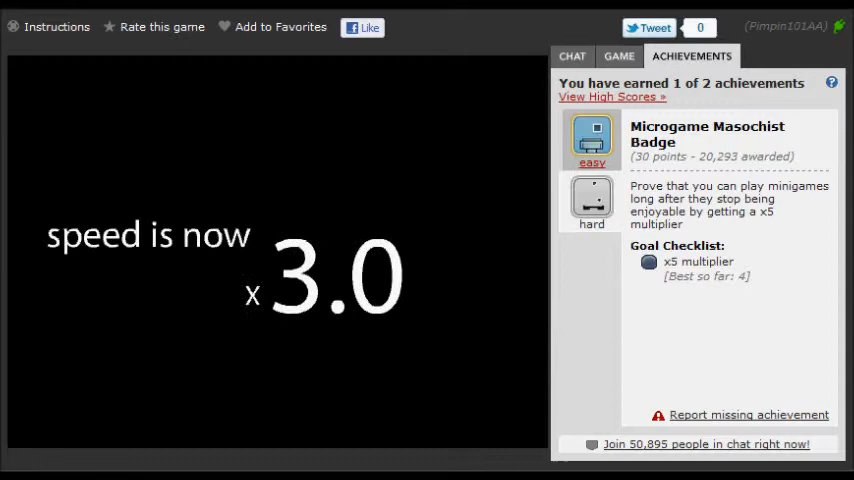 Instructions Rate this game Add to Favorites Like Tweet 0 (Pimpin101AA)
CHAT GAME ACHIEVEMENTS
You have earned 1 of 2 achievements ?
View High Scores »
easy
hard
Microgame Masochist
Badge
(30 points - 20,293 awarded)
Prove that you can play minigames
long after they stop being
enjoyable by getting a x5
multiplier
Goal Checklist:
x5 multiplier
[Best so far: 4]
speed is now
x 3.0
Report missing achievement
Join 50,895 people in chat right now!